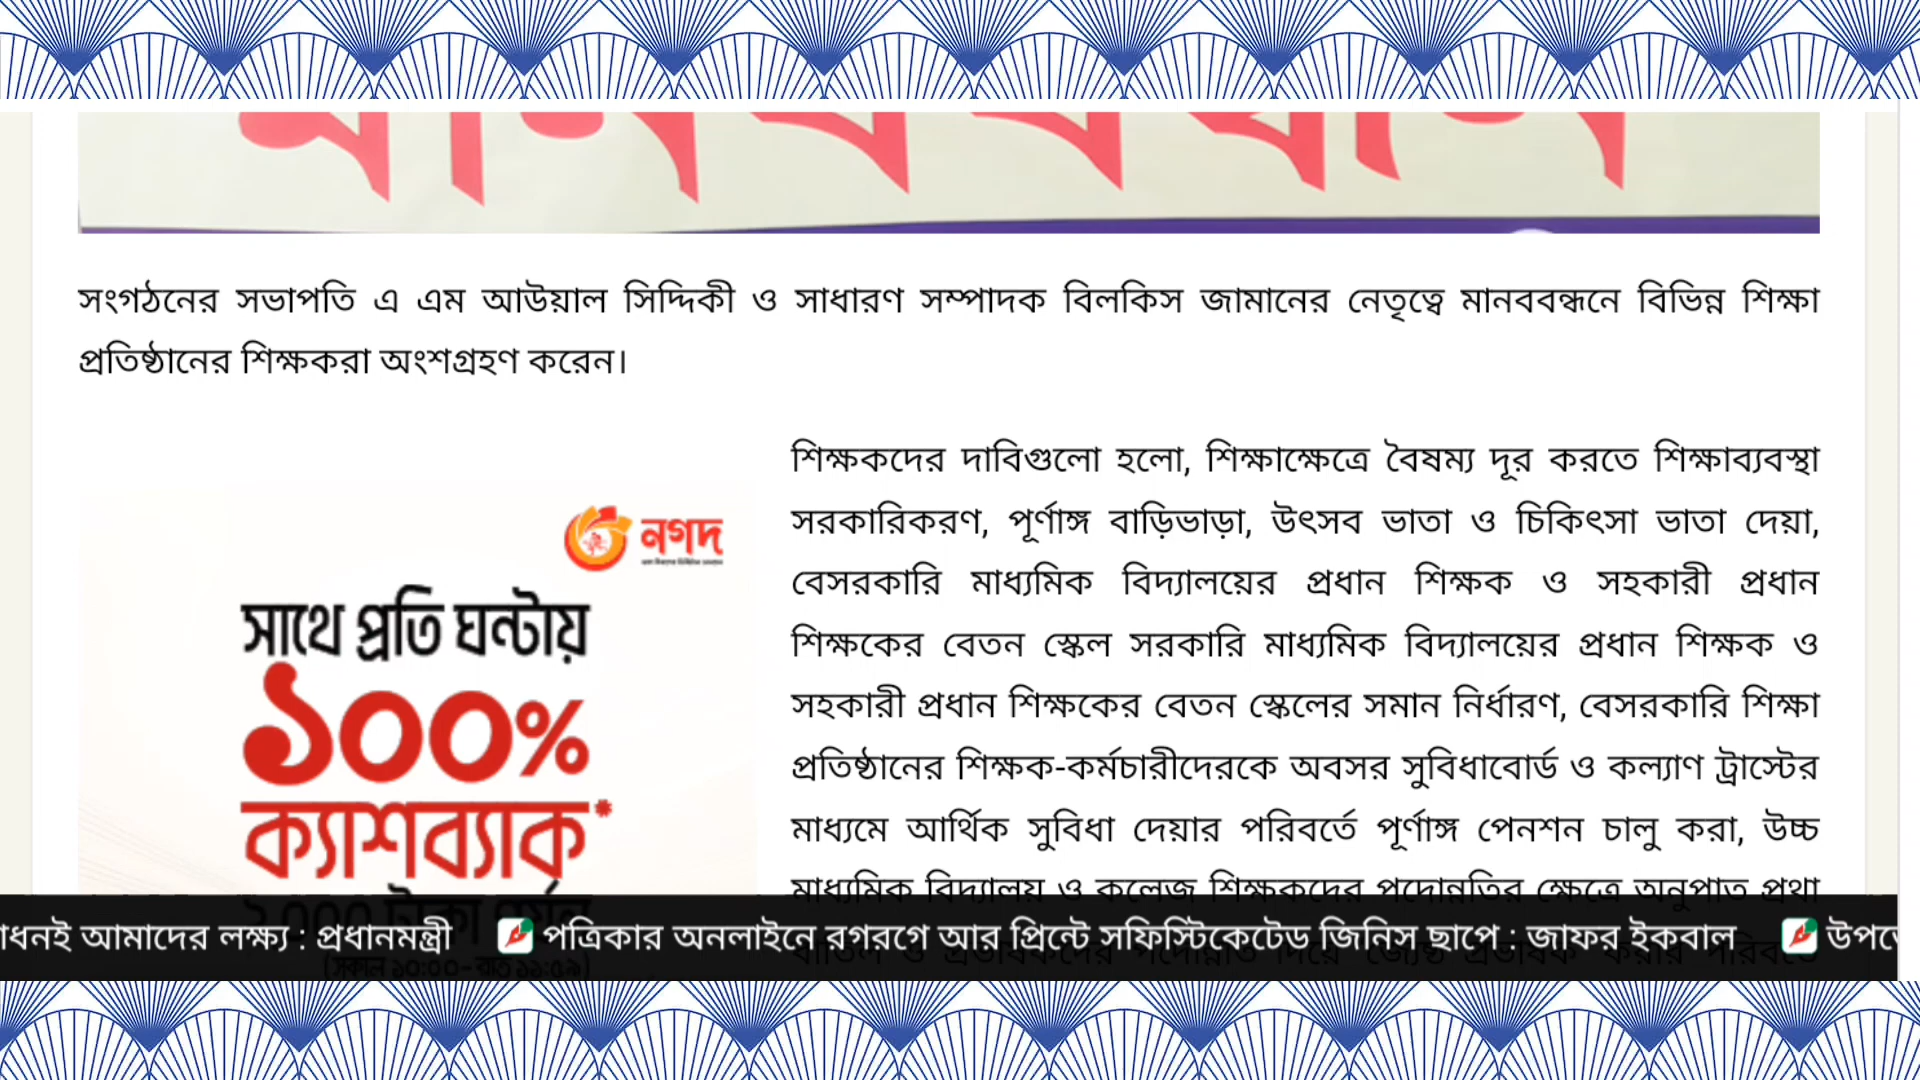 সংগঠনের সভাপতি এ এম আউয়াল সিদ্দিকী ও সাধারণ সম্পাদক বিলকিস জামানের নেতৃত্বে মানববন্ধনে বিভিন্ন শিক্ষা
প্রতিষ্ঠানের শিক্ষকরা অংশগ্রহণ করেন।
নগদ
সাথে প্রতি ঘন্টায়
১০০%
ক্যাশব্যাক*
শিক্ষকদের দাবিগুলো হলো, শিক্ষাক্ষেত্রে বৈষম্য দূর করতে শিক্ষাব্যবস্থা
সরকারিকরণ, পূর্ণাঙ্গ বাড়িভাড়া, উৎসব ভাতা ও চিকিৎসা ভাতা দেয়া,
বেসরকারি মাধ্যমিক বিদ্যালয়ের প্রধান শিক্ষক ও সহকারী প্রধান
শিক্ষকের বেতন স্কেল সরকারি মাধ্যমিক বিদ্যালয়ের প্রধান শিক্ষক ও
সহকারী প্রধান শিক্ষকের বেতন স্কেলের সমান নির্ধারণ, বেসরকারি শিক্ষা
প্রতিষ্ঠানের শিক্ষক-কর্মচারীদেরকে অবসর সুবিধাবোর্ড ও কল্যাণ ট্রাস্টের
মাধ্যমে আর্থিক সুবিধা দেয়ার পরিবর্তে পূর্ণাঙ্গ পেনশন চালু করা, উচ্চ
মাধ্যমিক বিদ্যালয় ও কলেজ শিক্ষকদের পদোন্নতির ক্ষেত্রে অনুপাত প্রথা
ধনই আমাদের লক্ষ্য : প্রধানমন্ত্রী পত্রিকার অনলাইনে রগরগে আর প্রিন্টে সফিস্টিকেটেড জিনিস ছাপে : জাফর ইকবাল